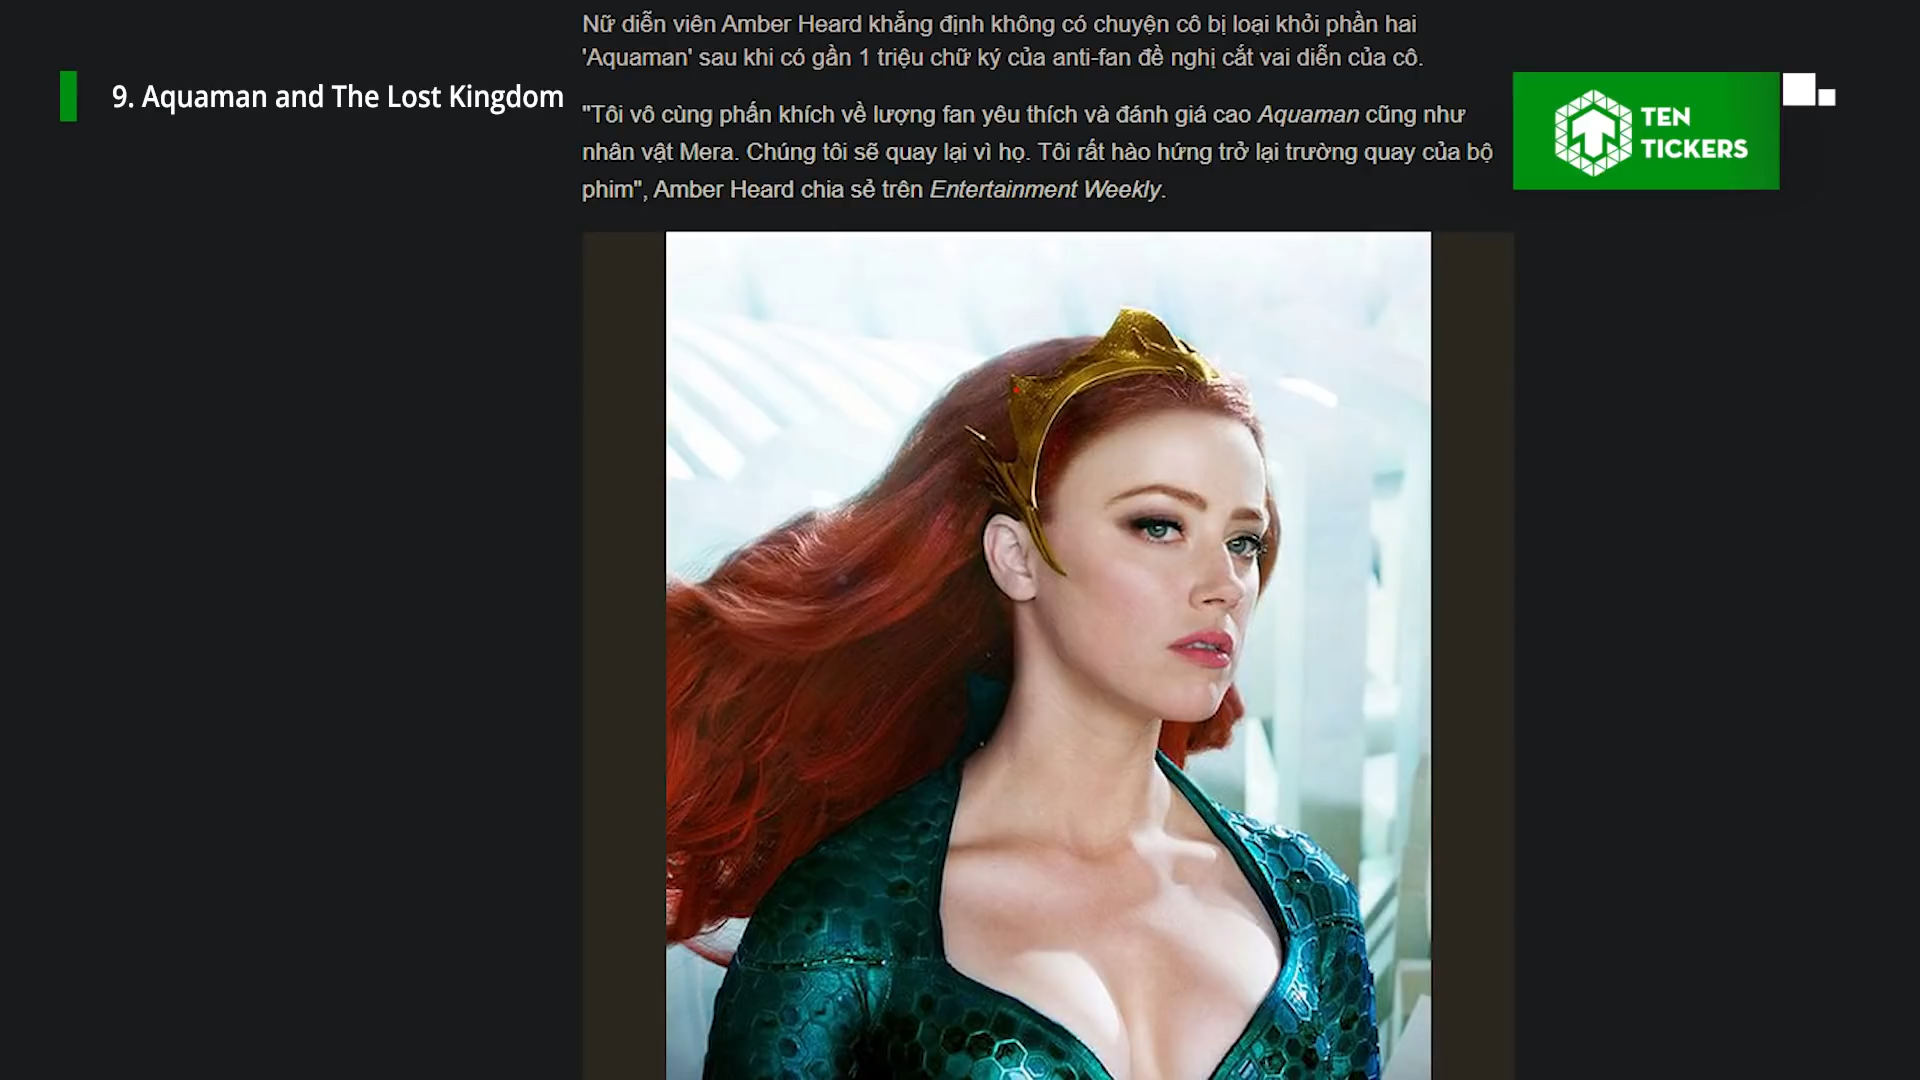 Nữ diễn viên Amber Heard khẳng định không có chuyện cô bị loại khỏi phần hai
'Aquaman' sau khi có gần 1 triệu chữ ký của anti-fan đề nghị cắt vai diễn của cô.
9. Aquaman and The Lost Kingdom
"Tôi vô cùng phấn khích về lượng fan yêu thích và đánh giá cao Aquaman cũng như
nhân vật Mera. Chúng tôi sẽ quay lại vì họ. Tôi rất hào hứng trở lại trường quay của bộ
phim", Amber Heard chia sẻ trên Entertainment Weekly.
TEN
TICKERS